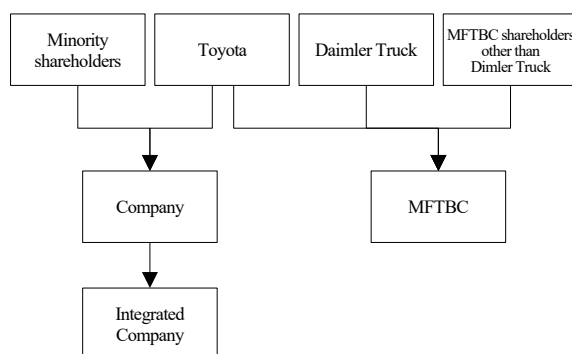 Minority
shareholders
Toyota
Daimler Truck
MFTBC shareholders
other than
Dimler Truck
Company
MFTBC
Integrated
Company